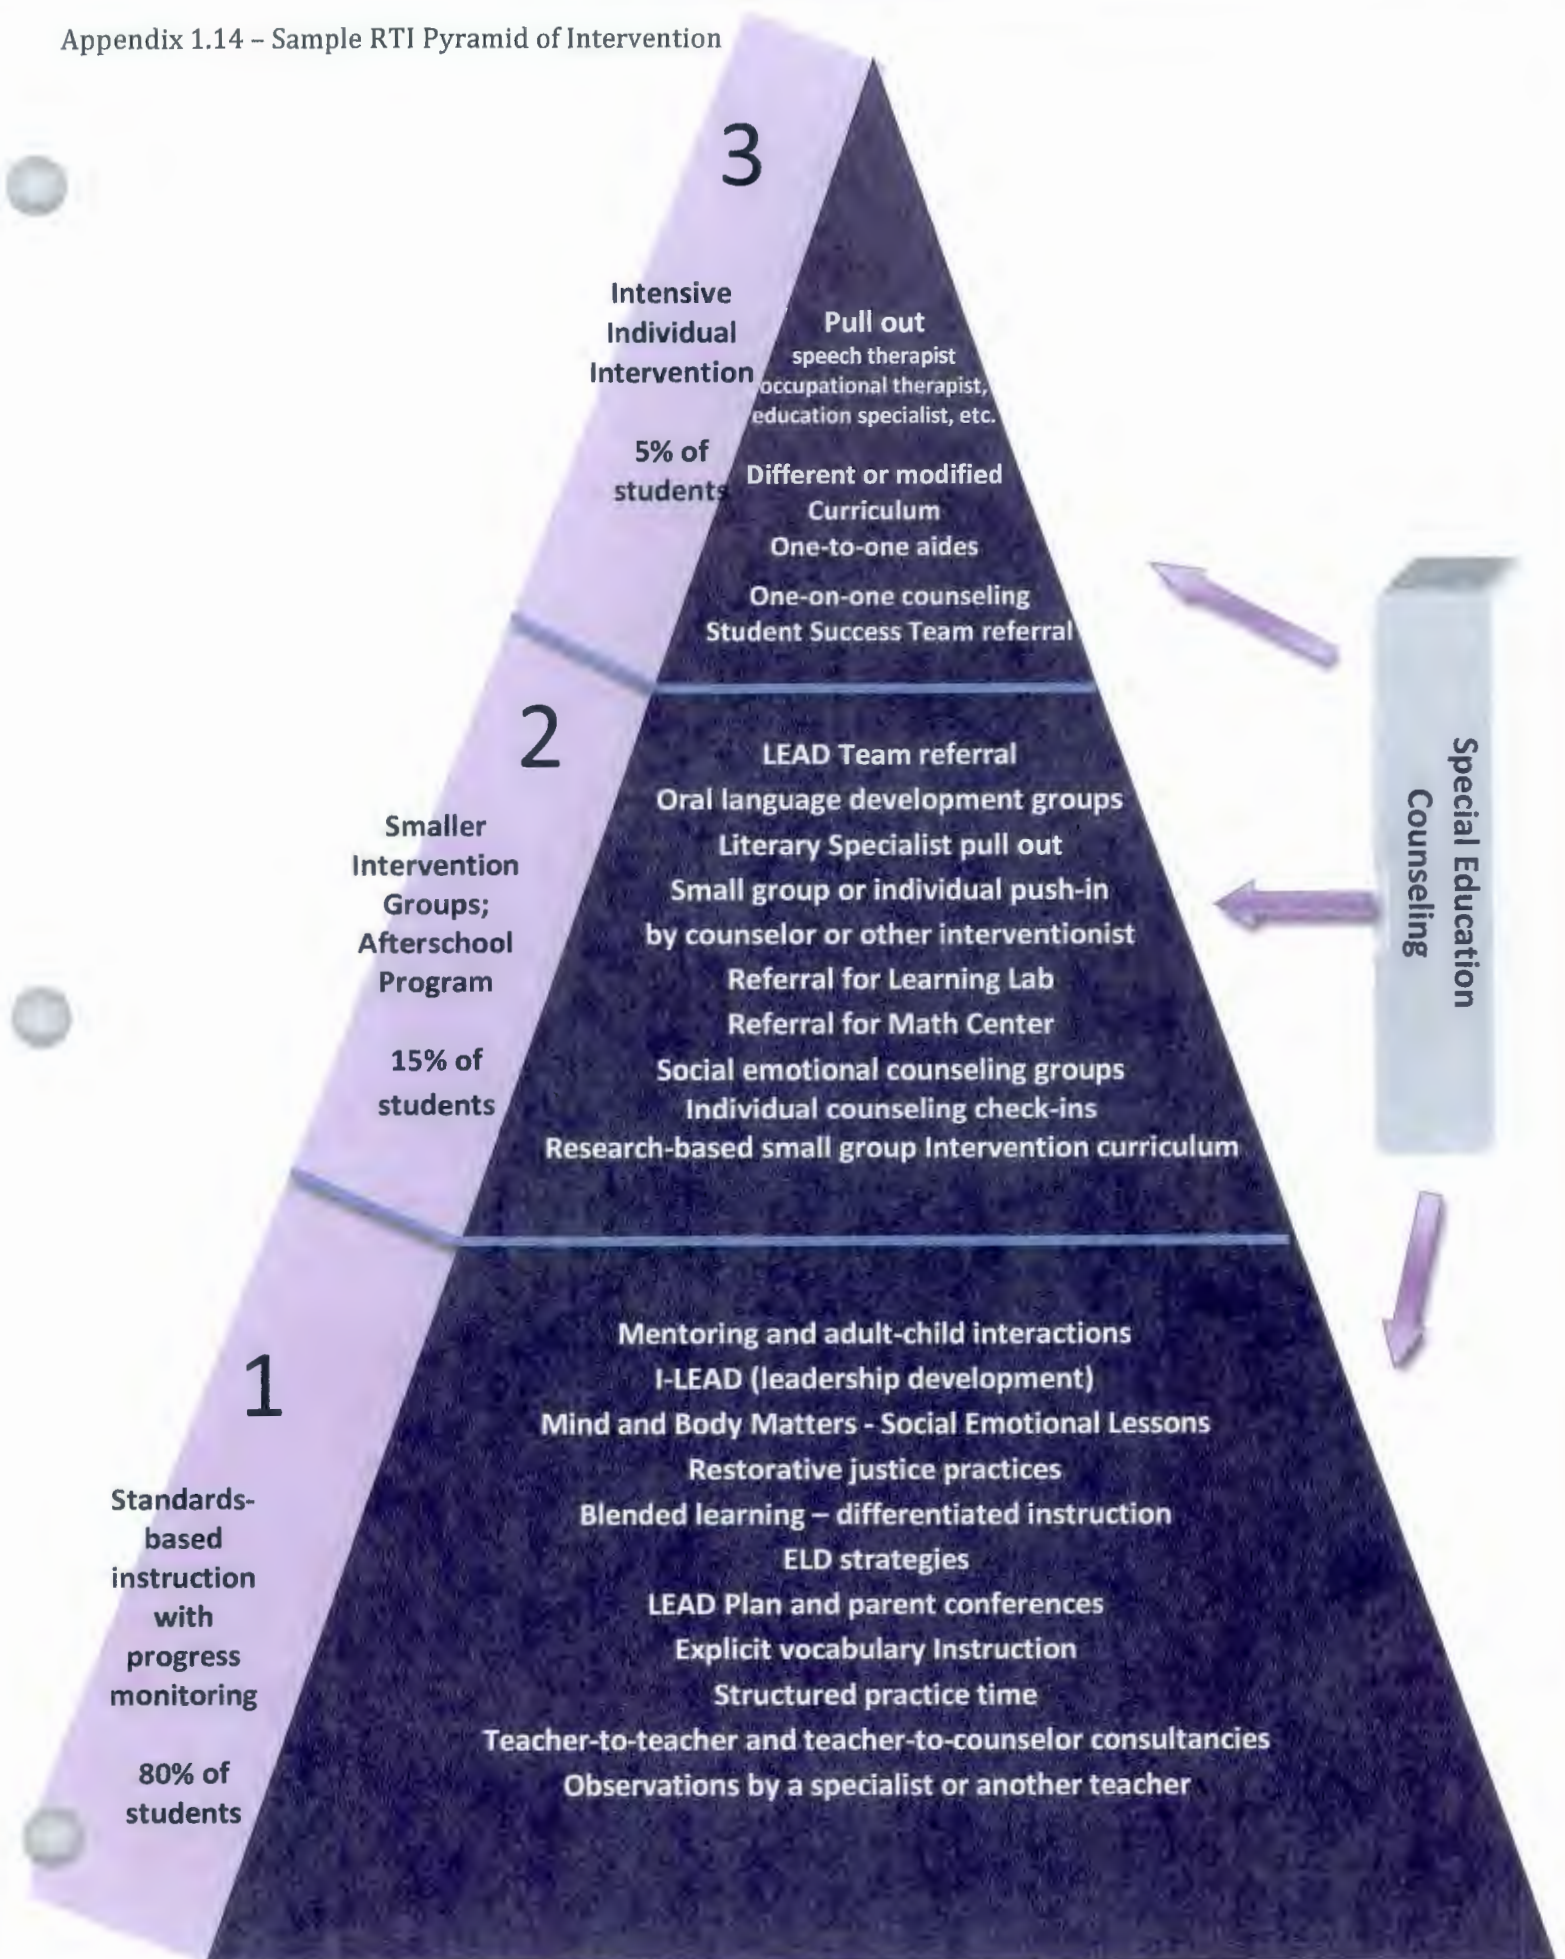 Appendix 1.14 – Sample RTI Pyramid of Intervention
3
Intensive
Individual
Intervention
5% of
students
Pull out
speech therapist
occupational therapist,
education specialist, etc.
Different or modified
Curriculum
One-to-one aides
One-on-one counseling
Student Success Team referral
2
Smaller
Intervention
Groups;
Afterschool
Program
15% of
students
LEAD Team referral
Oral language development groups
Literary Specialist pull out
Small group or individual push-in
by counselor or other interventionist
Referral for Learning Lab
Referral for Math Center
Social emotional counseling groups
Individual counseling check-ins
Research-based small group Intervention curriculum
Special Education
Counseling
1
Standards-
based
instruction
with
progress
monitoring
80% of
students
Mentoring and adult-child interactions
I-LEAD (leadership development)
Mind and Body Matters - Social Emotional Lessons
Restorative justice practices
Blended learning – differentiated instruction
ELD strategies
LEAD Plan and parent conferences
Explicit vocabulary Instruction
Structured practice time
Teacher-to-teacher and teacher-to-counselor consultancies
Observations by a specialist or another teacher